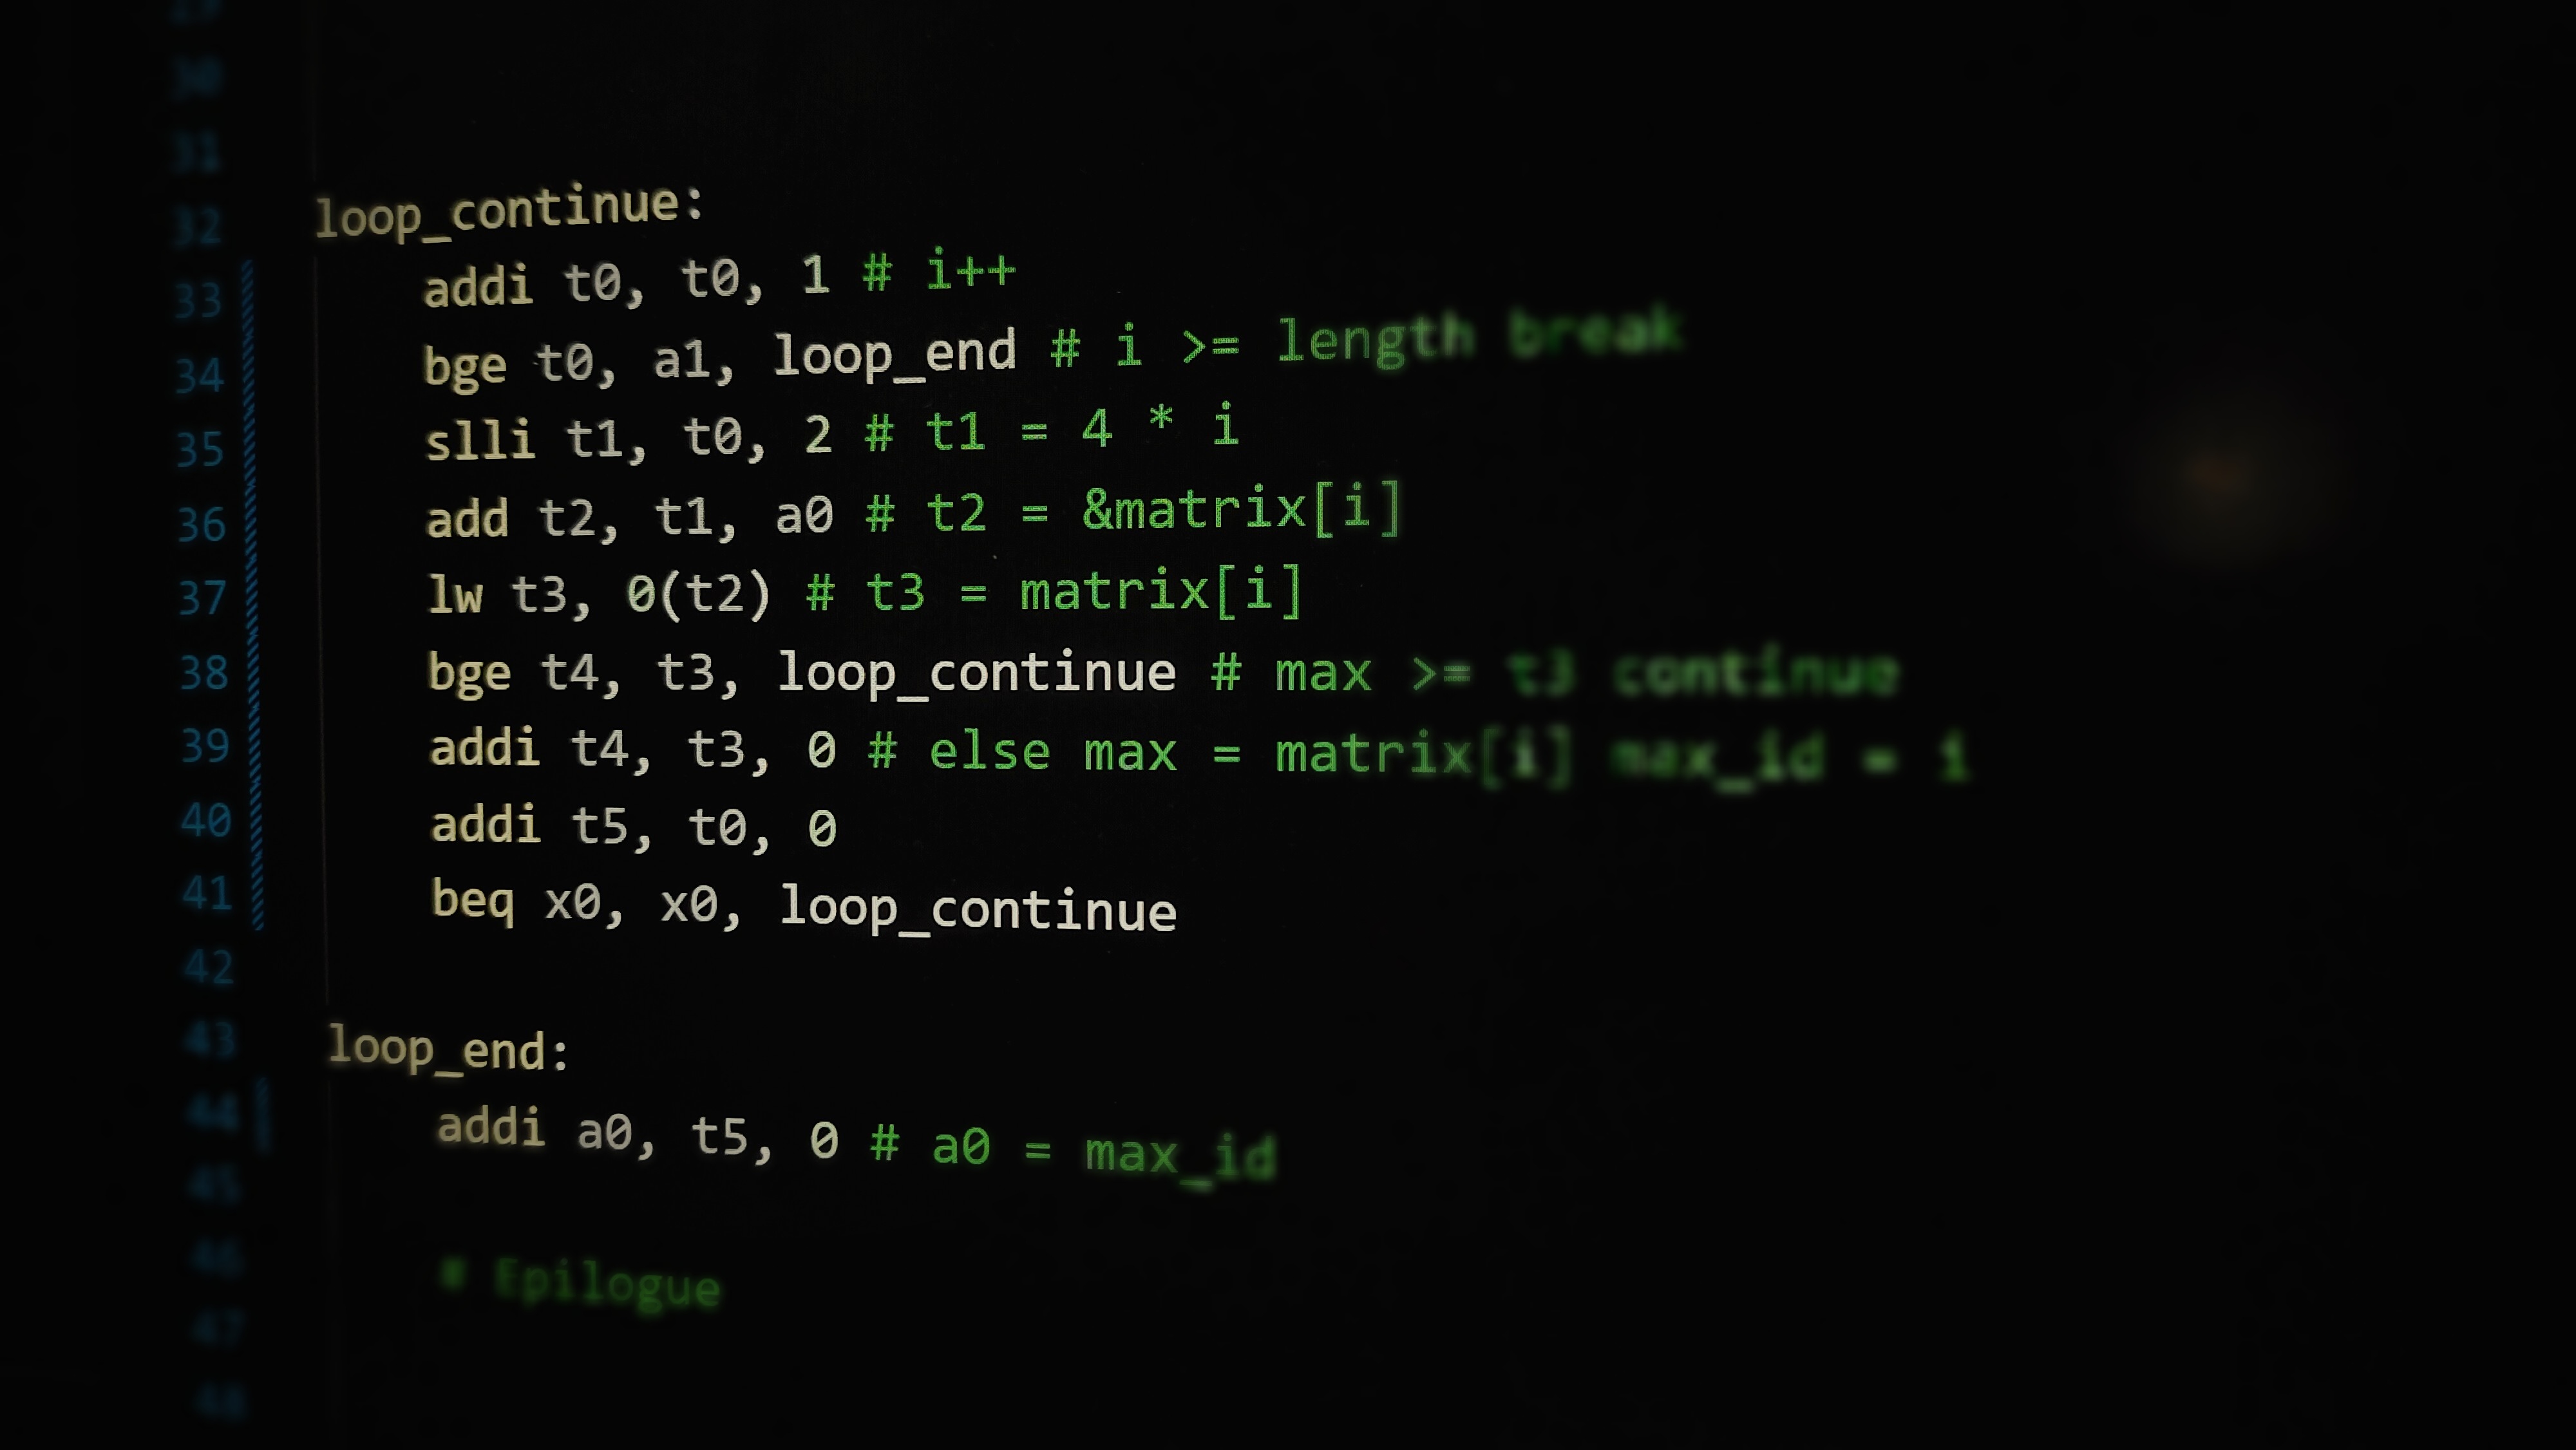 29
30
31
32 loop_continue:
33 addi t0, t0, 1 # i++
34 bge t0, a1, loop_end # i >= length break
35 slli t1, t0, 2 # t1 = 4 * i
36 add t2, t1, a0 # t2 = &matrix[i]
37 lw t3, 0(t2) # t3 = matrix[i]
38 bge t4, t3, loop_continue # max >= t3 continue
39 addi t4, t3, 0 # else max = matrix[i] max_id = i
40 addi t5, t0, 0
41 beq x0, x0, loop_continue
42
43 loop_end:
44 addi a0, t5, 0 # a0 = max_id
45
46 # Epilogue
47
48